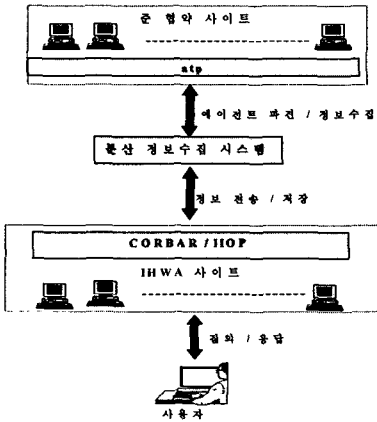 준 협약 사이트
atp
에이전트 파견 / 정보수집
분산 정보수집 시스템
정보 전송 / 저장
CORBAR / IIOP
IHWA 사이트
질의 / 응답
사용자